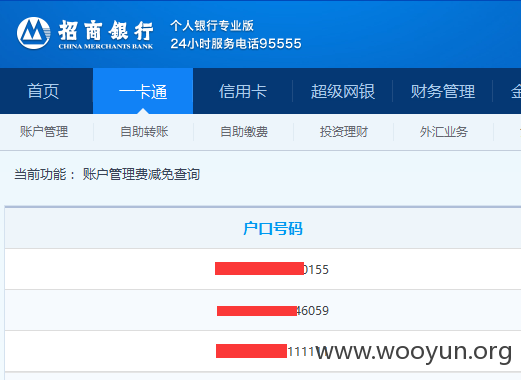 招商银行 个人银行专业版
CHINA MERCHANTS BANK 24小时服务电话95555
首页 一卡通 信用卡 超级网银 财务管理
账户管理 自助转账 自助缴费 投资理财 外汇业务
当前功能： 账户管理费减免查询
户口号码
0155
46059
1111
www.wooyun.org